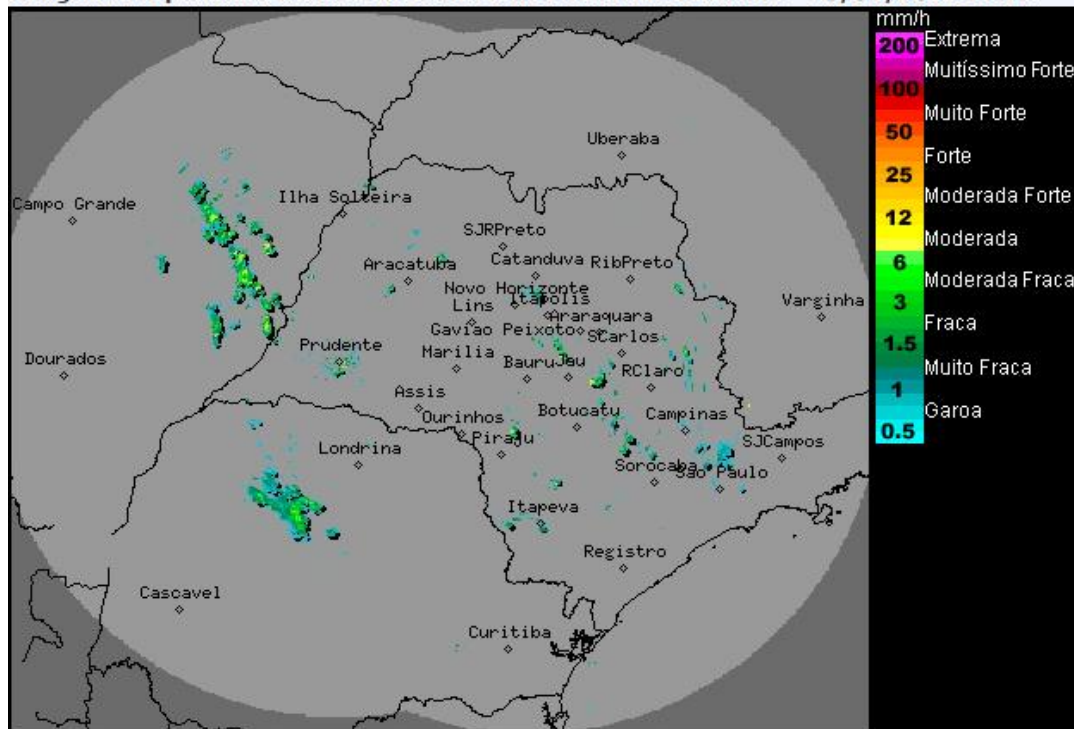 mm/h
200 Extrema
Muitíssimo Forte
100
Muito Forte
50
Forte
25
Moderada Forte
12
Moderada
6
Moderada Fraca
3
Fraca
1.5
Muito Fraca
1
Garoa
0.5
Uberaba
Campo Grande
Ilha Solteira
SJRPreto
Catanduva
RibPreto
Aracatuba
Novo Horizonte
Itapolis
Lins
Araraquara
Varginha
Gaviao Peixoto
SCarlos
Prudente
Marilia
Dourados
Bauru
Jau
RClaro
Assis
Botucatu
Campinas
Ourinhos
Piraju
SJCampos
Londrina
Sorocaba
Sao Paulo
Itapeva
Registro
Cascavel
Curitiba